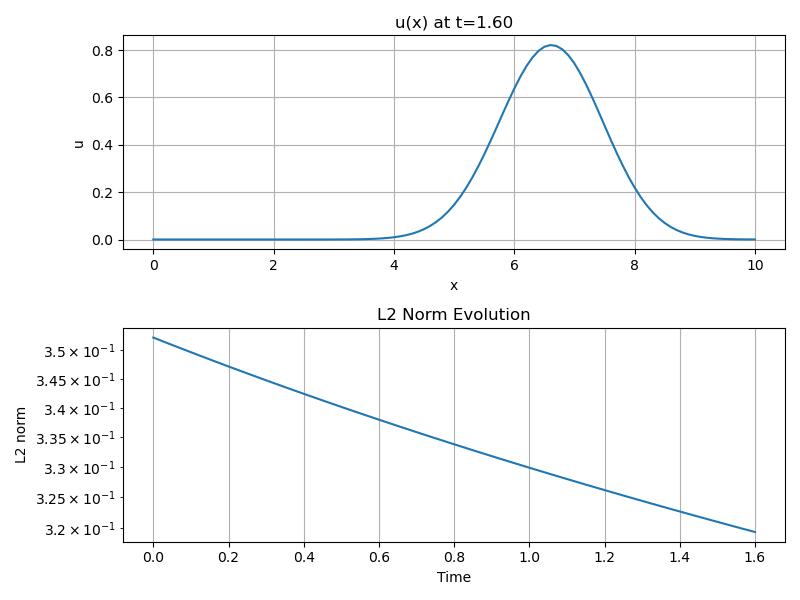 u(x) at t=1.60
0.8
0.6
0.4
0.2
0.0
u
0 2 4 6 8 10
x
L2 Norm Evolution
3.5 × 10⁻¹
3.45 × 10⁻¹
3.4 × 10⁻¹
3.35 × 10⁻¹
3.3 × 10⁻¹
3.25 × 10⁻¹
3.2 × 10⁻¹
L2 norm
0.0 0.2 0.4 0.6 0.8 1.0 1.2 1.4 1.6
Time